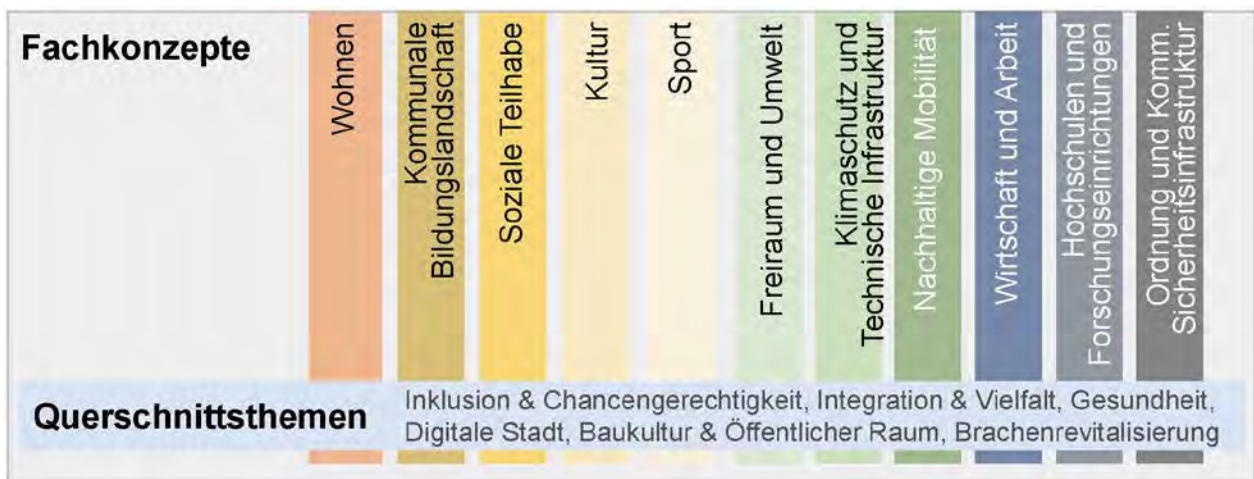 Fachkonzepte
Wohnen
Kommunale
Bildungslandschaft
Soziale Teilhabe
Kultur
Sport
Freiraum und Umwelt
Klimaschutz und
Technische Infrastruktur
Nachhaltige Mobilität
Wirtschaft und Arbeit
Hochschulen und
Forschungseinrichtungen
Ordnung und Komm.
Sicherheitsinfrastruktur
Querschnittsthemen
Inklusion & Chancengerechtigkeit, Integration & Vielfalt, Gesundheit,
Digitale Stadt, Baukultur & Öffentlicher Raum, Brachenrevitalisierung